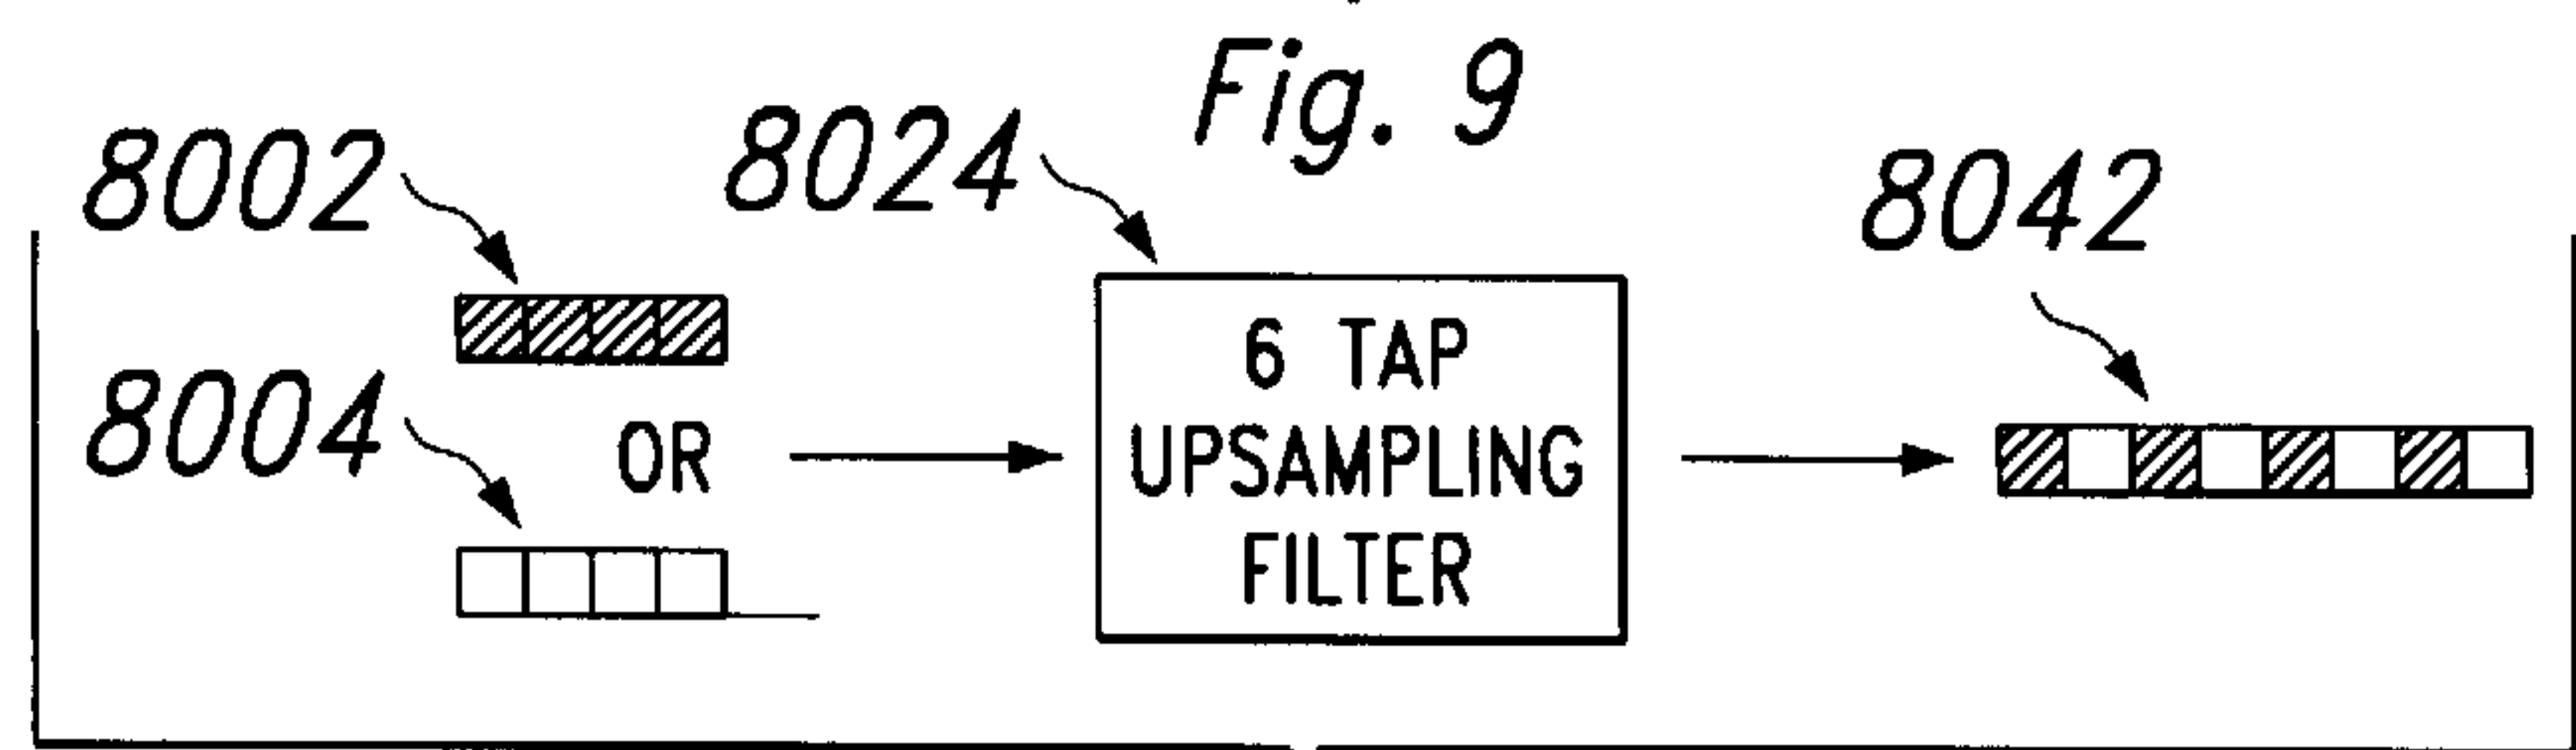 Fig. 9
8002
8024
8042
8004
OR
6 TAP
UPSAMPLING
FILTER